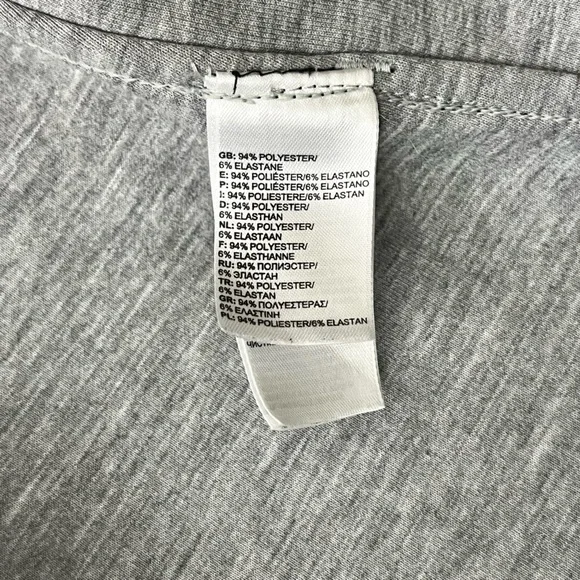 GB: 94% POLYESTER/
6% ELASTANE
E: 94% POLIÉSTER/6% ELASTANO
P: 94% POLIÉSTER/6% ELASTANO
I: 94% POLIESTERE/6% ELASTAN
D: 94% POLYESTER/
6% ELASTHAN
NL: 94% POLYESTER/
6% ELASTAAN
F: 94% POLYESTER/
6% ELASTHANNE
RU: 94% ПОЛИЭСТЕР/
6% ЭЛАСТАН
TR: 94% POLYESTER/
6% ELASTAN
GR: 94% ΠΟΛΥΕΣΤΕΡΑΣ/
6% ΕΛΑΣΤΙΝΗ
PL: 94% POLIESTER/6% ELASTAN